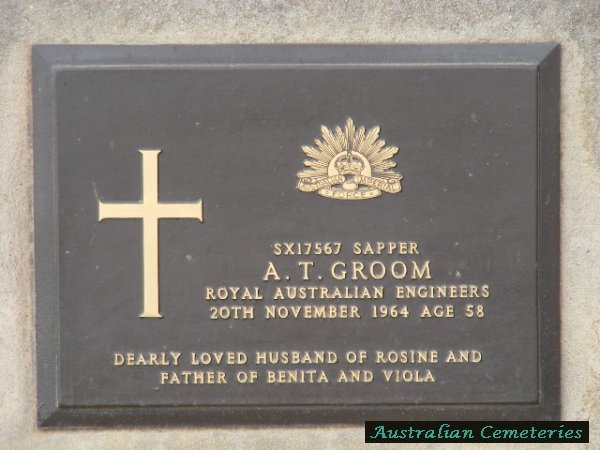 SX17567 SAPPER
A. T. GROOM
ROYAL AUSTRALIAN ENGINEERS
20TH NOVEMBER 1964 AGE 58
DEARLY LOVED HUSBAND OF ROSINE AND
FATHER OF BENITA AND VIOLA
Australian Cemeteries